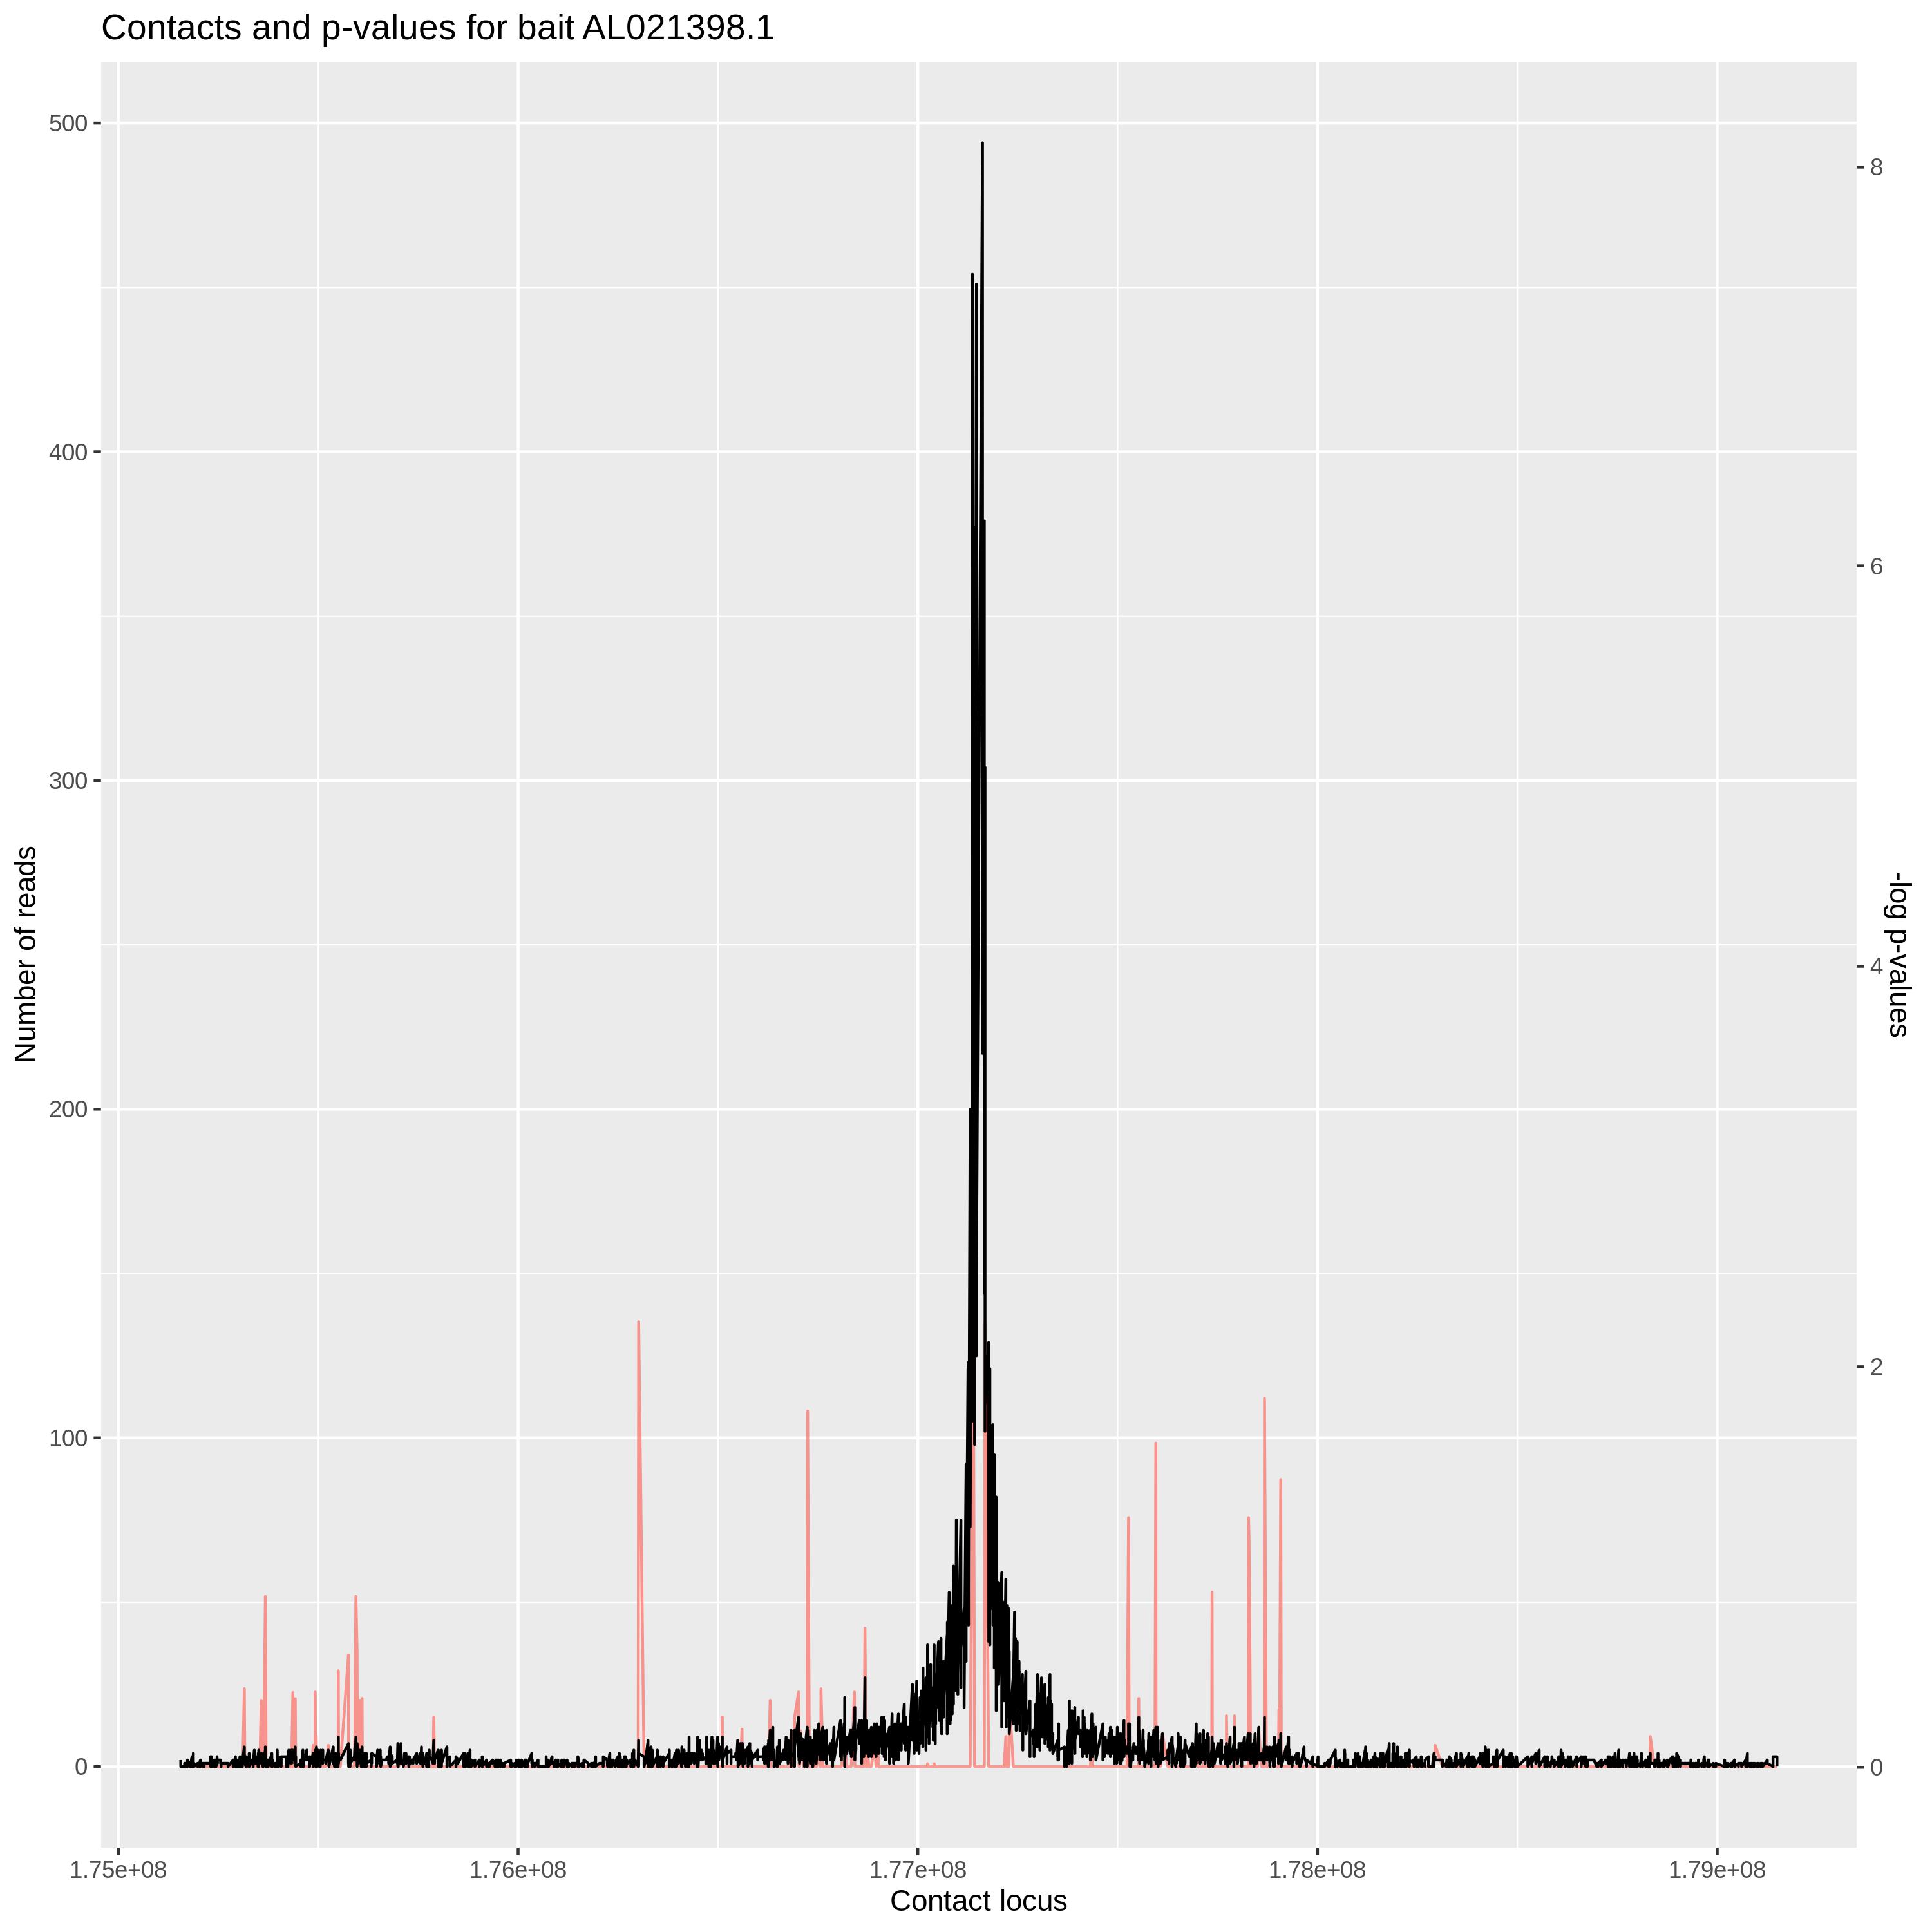 Contacts and p-values for bait AL021398.1
500
400
300
200
100
0
Number of reads
8
6
4
2
0
-log p-values
1.75e+08
1.76e+08
1.77e+08
1.78e+08
1.79e+08
Contact locus